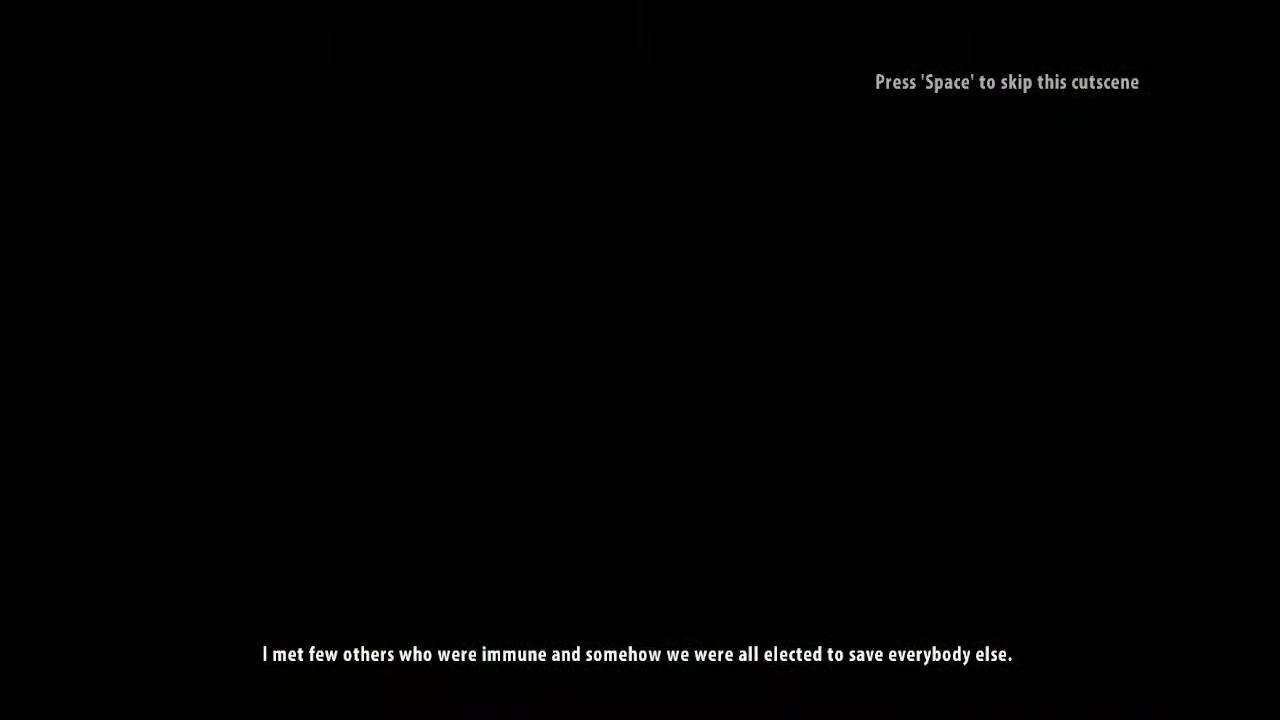 Press 'Space' to skip this cutscene
I met few others who were immune and somehow we were all elected to save everybody else.